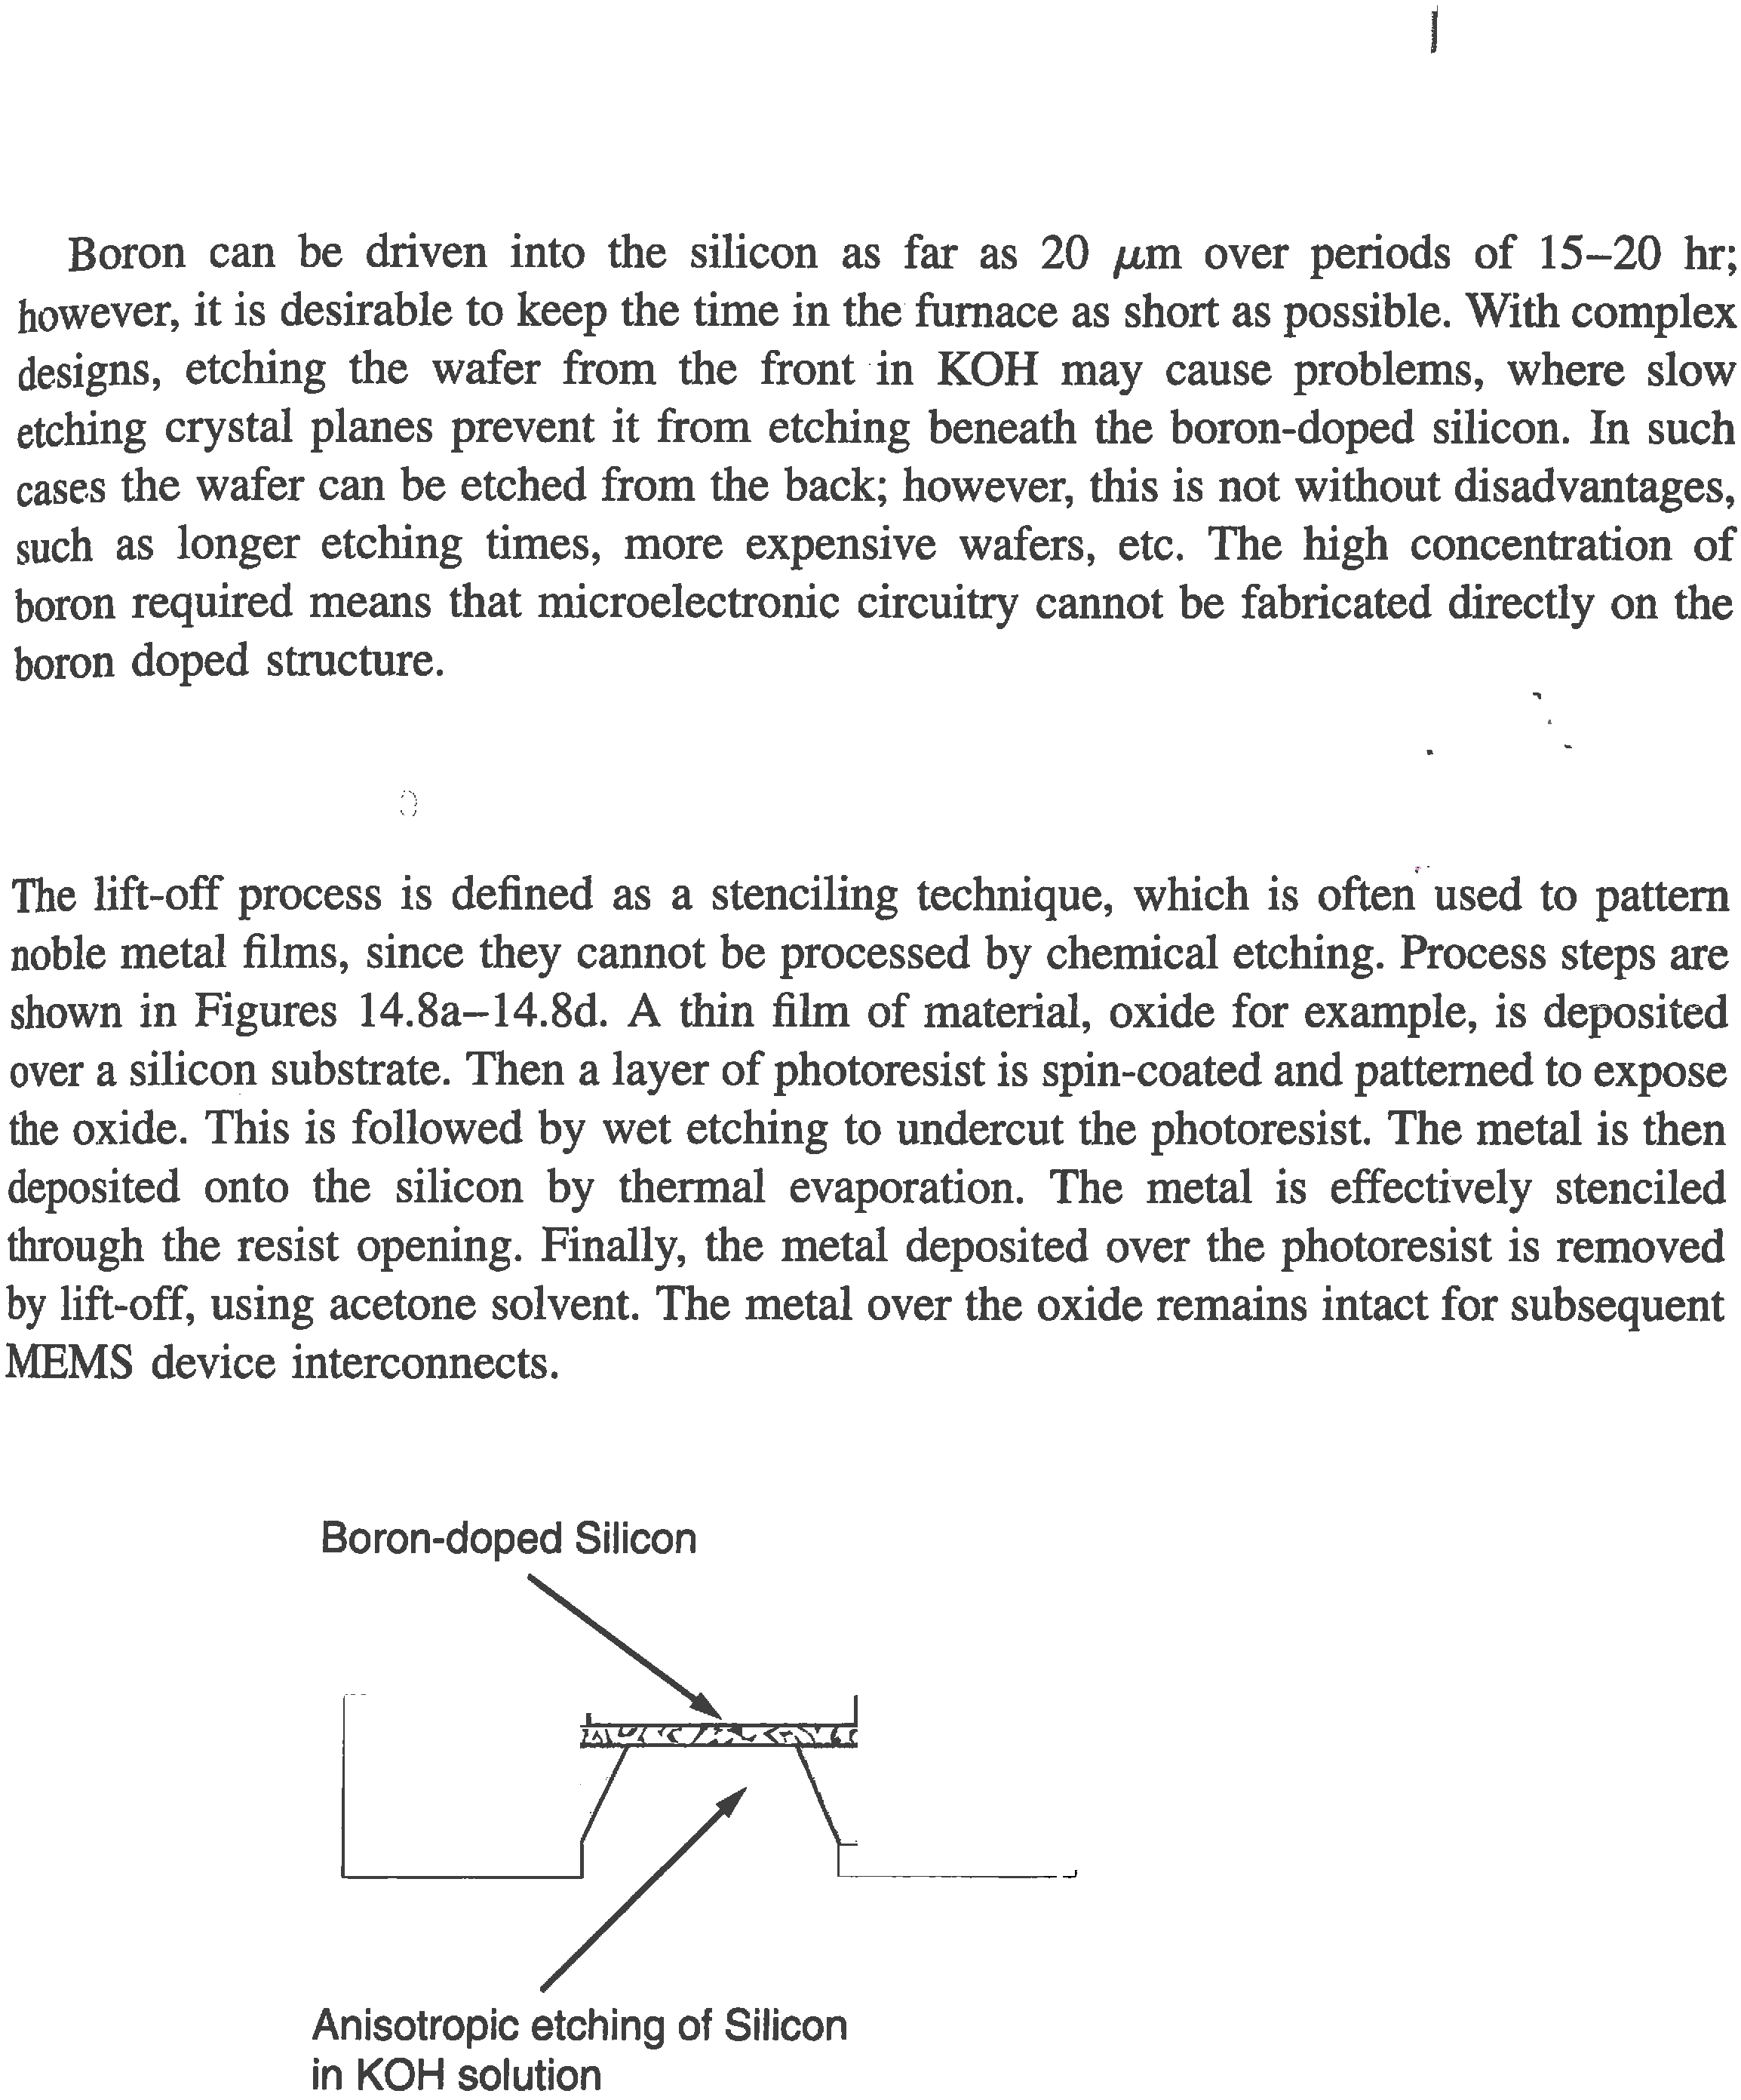 Boron can be driven into the silicon as far as 20 μm over periods of 15–20 hr;
however, it is desirable to keep the time in the furnace as short as possible. With complex
designs, etching the wafer from the front in KOH may cause problems, where slow
etching crystal planes prevent it from etching beneath the boron-doped silicon. In such
cases the wafer can be etched from the back; however, this is not without disadvantages,
such as longer etching times, more expensive wafers, etc. The high concentration of
boron required means that microelectronic circuitry cannot be fabricated directly on the
boron doped structure.
The lift-off process is defined as a stenciling technique, which is often used to pattern
noble metal films, since they cannot be processed by chemical etching. Process steps are
shown in Figures 14.8a–14.8d. A thin film of material, oxide for example, is deposited
over a silicon substrate. Then a layer of photoresist is spin-coated and patterned to expose
the oxide. This is followed by wet etching to undercut the photoresist. The metal is then
deposited onto the silicon by thermal evaporation. The metal is effectively stenciled
through the resist opening. Finally, the metal deposited over the photoresist is removed
by lift-off, using acetone solvent. The metal over the oxide remains intact for subsequent
MEMS device interconnects.
Boron-doped Silicon
Anisotropic etching of Silicon
in KOH solution